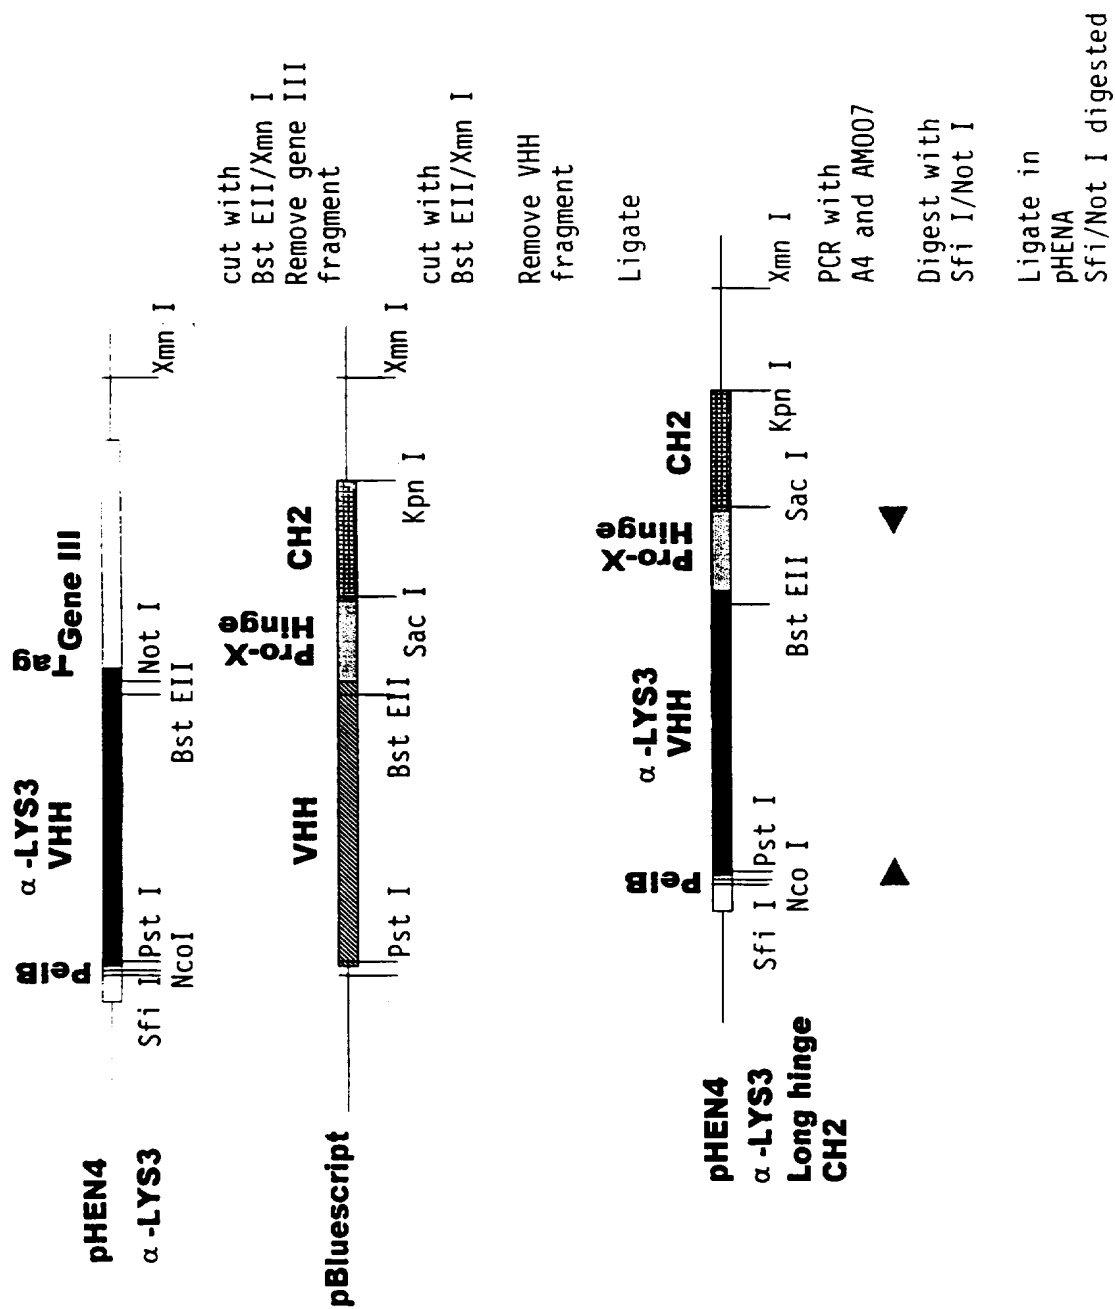 pHEN4
α-LYS3
PelB
α-LYS3
VHH
Tag
Gene III
Sfi I
NcoI
Pst I
Bst EII
Not I
Xmn I
cut with
Bst EII/Xmn I
Remove gene III
fragment
pBluescript
VHH
Pro-X
Hinge
CH2
Pst I
Bst EII
Sac I
Kpn I
Xmn I
cut with
Bst EII/Xmn I
Remove VHH
fragment
Ligate
pHEN4
α-LYS3
Long hinge
CH2
PelB
α-LYS3
VHH
Pro-X
Hinge
CH2
Sfi I
Nco I
Pst I
Bst EII
Sac I
Kpn I
Xmn I
PCR with
A4 and AM007
Digest with
Sfi I/Not I
Ligate in
pHENA
Sfi/Not I digested